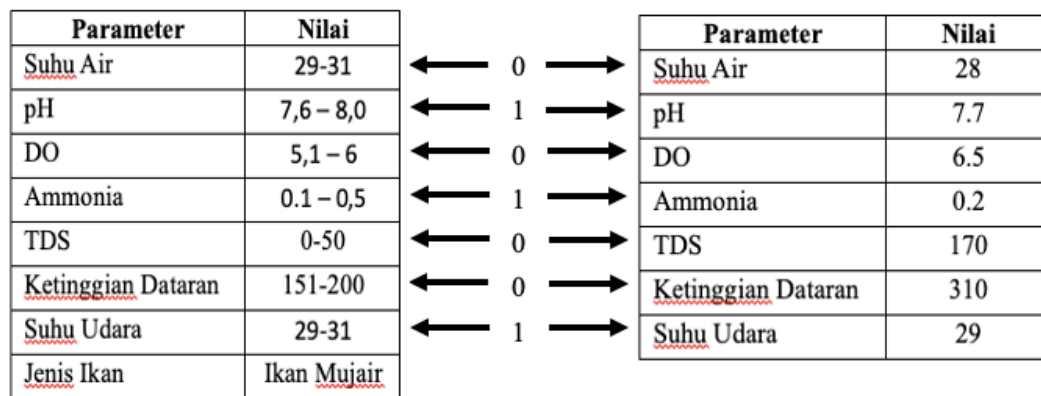 Parameter Nilai
Suhu Air 29-31
pH 7,6 – 8,0
DO 5,1 – 6
Ammonia 0.1 – 0,5
TDS 0-50
Ketinggian Dataran 151-200
Suhu Udara 29-31
Jenis Ikan Ikan Mujair
0
1
0
1
0
0
1
Parameter Nilai
Suhu Air 28
pH 7.7
DO 6.5
Ammonia 0.2
TDS 170
Ketinggian Dataran 310
Suhu Udara 29